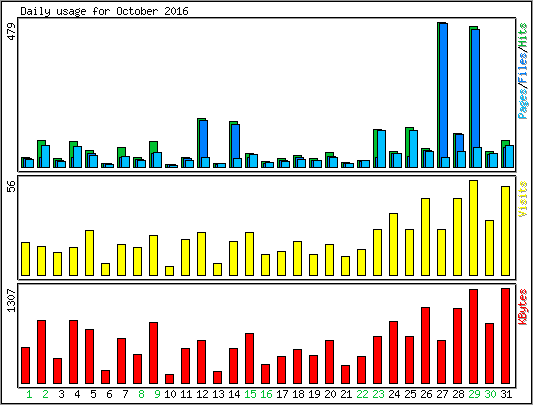 Daily usage for October 2016
479
Pages/Files/Hits
56
Visits
1307
KBytes
1 2 3 4 5 6 7 8 9 10 11 12 13 14 15 16 17 18 19 20 21 22 23 24 25 26 27 28 29 30 31